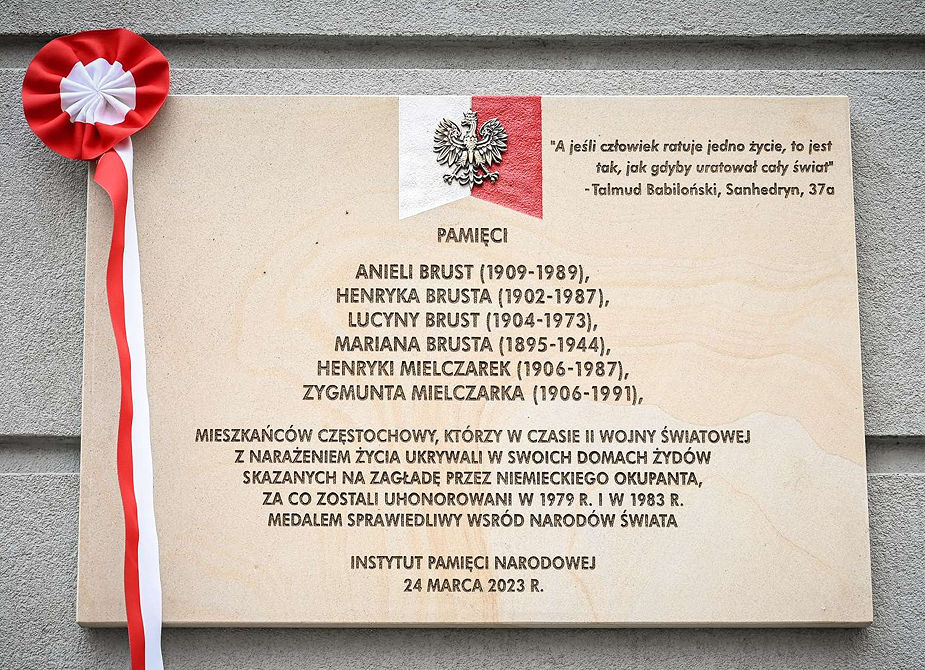 "A jeśli człowiek ratuje jedno życie, to jest
tak, jak gdyby uratował cały świat"
- Talmud Babiloński, Sanhedryn, 37a
PAMIĘCI
ANIELI BRUST (1909-1989),
HENRYKA BRUSTA (1902-1987),
LUCYNY BRUST (1904-1973),
MARIANA BRUSTA (1895-1944),
HENRYKI MIELCZAREK (1906-1987),
ZYGMUNTA MIELCZARKA (1906-1991),
MIESZKAŃCÓW CZĘSTOCHOWY, KTÓRZY W CZASIE II WOJNY ŚWIATOWEJ
Z NARAŻENIEM ŻYCIA UKRYWALI W SWOICH DOMACH ŻYDÓW
SKAZANYCH NA ZAGŁADĘ PRZEZ NIEMIECKIEGO OKUPANTA,
ZA CO ZOSTALI UHONOROWANI W 1979 R. I W 1983 R.
MEDALEM SPRAWIEDLIWY WSRÓD NARODÓW ŚWIATA
INSTYTUT PAMIĘCI NARODOWEJ
24 MARCA 2023 R.